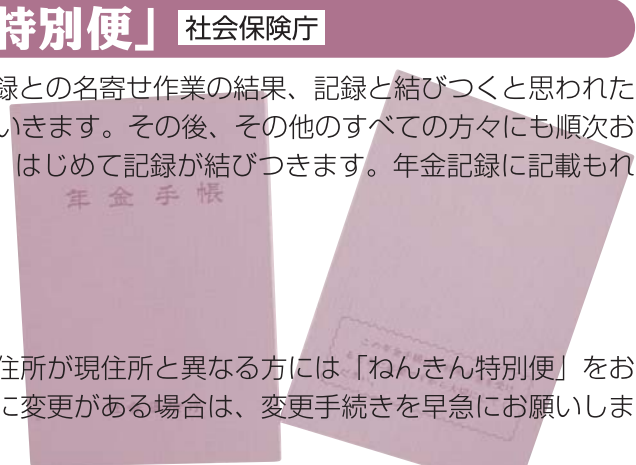 特別便」 社会保険庁
録との名寄せ作業の結果、記録と結びつくと思われた
いきます。その後、その他のすべての方々にも順次お
はじめて記録が結びつきます。年金記録に記載もれ
年金手帳
住所が現住所と異なる方には「ねんきん特別便」をお
に変更がある場合は、変更手続きを早急にお願いしま